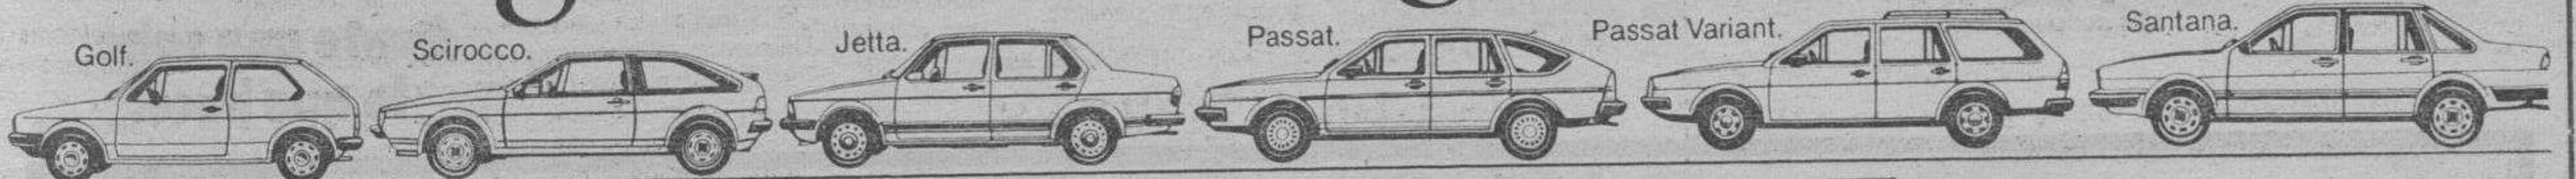 Golf.
Scirocco.
Jetta.
Passat.
Passat Variant.
Santana.